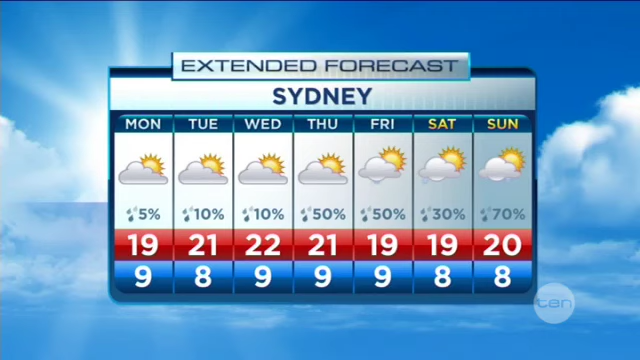 EXTENDED FORECAST
SYDNEY
MON TUE WED THU FRI SAT SUN
5% 10% 10% 50% 50% 30% 70%
19 21 22 21 19 19 20
9 8 9 9 9 8 8
ten